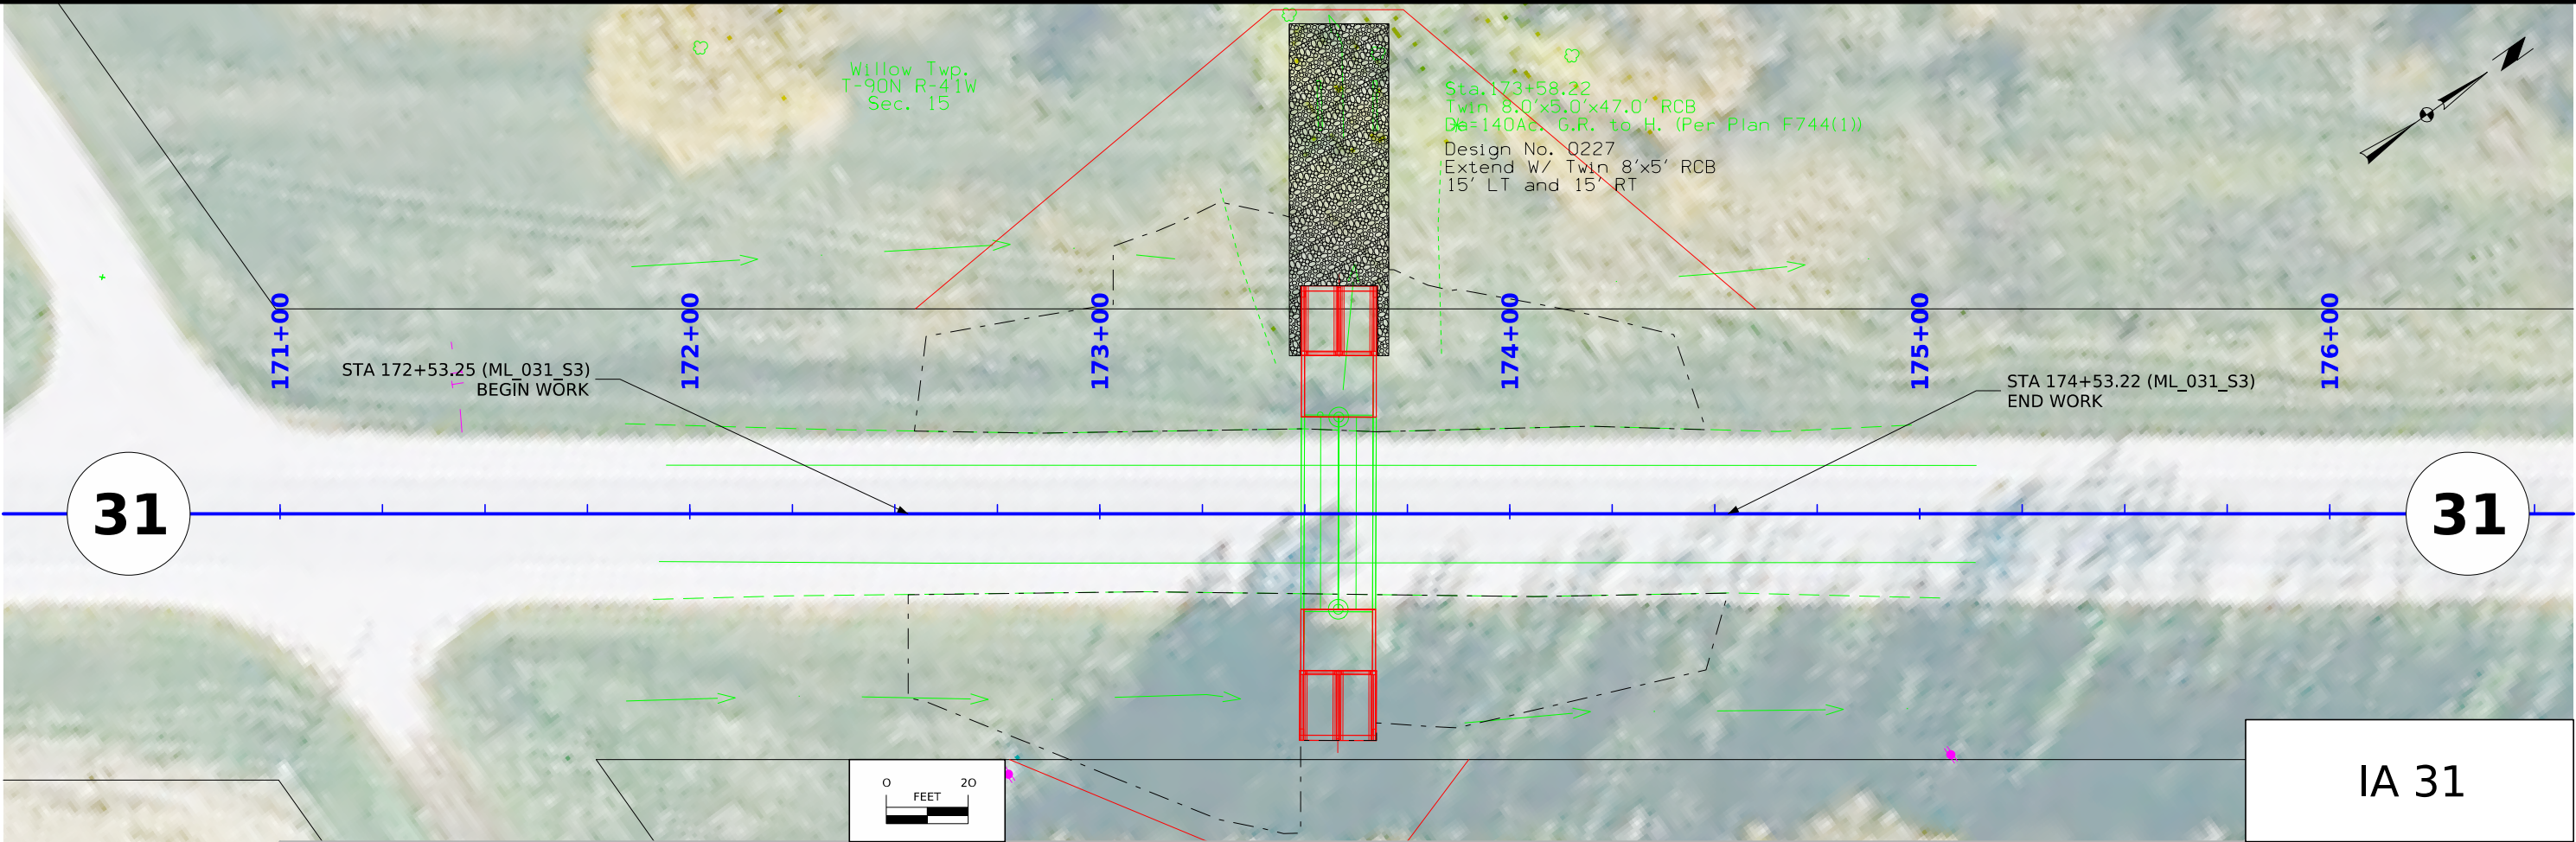 Willow Twp.
T-90N R-41W
Sec. 15
Sta.173+58.22
Twin 8.0'x5.0'x47.0' RCB
Da=140Ac. G.R. to H. (Per Plan F744(1))
Design No. 0227
Extend W/ Twin 8'x5' RCB
15' LT and 15' RT
171+00
172+00
173+00
174+00
175+00
176+00
STA 172+53.25 (ML_031_S3)
BEGIN WORK
STA 174+53.22 (ML_031_S3)
END WORK
31
31
0 20
FEET
IA 31